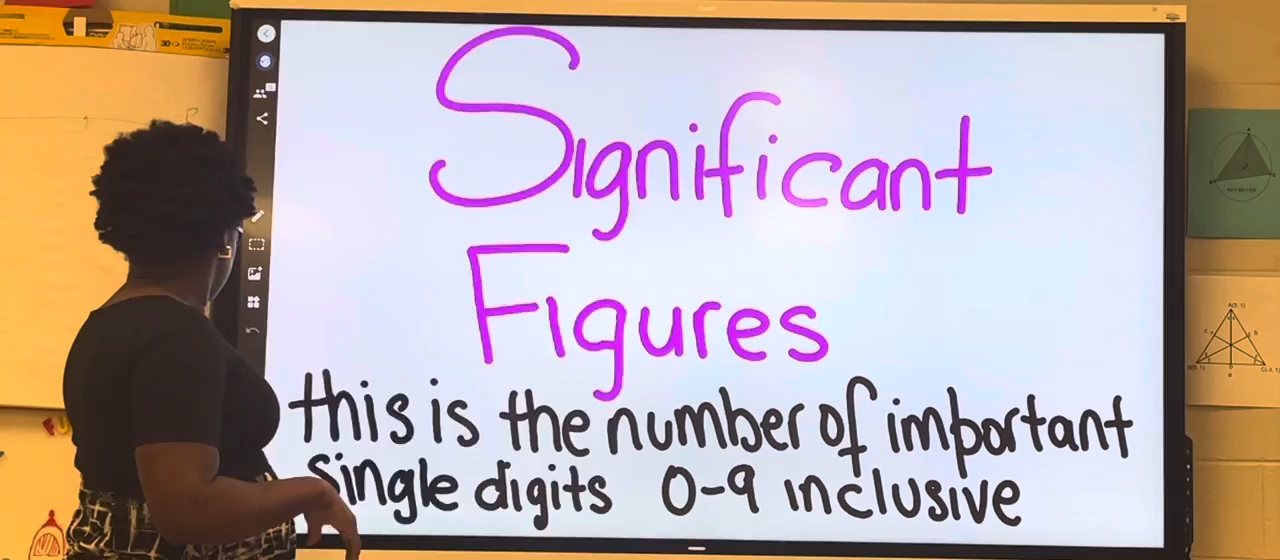 Significant
Figures
this is the number of important
single digits 0-9 inclusive